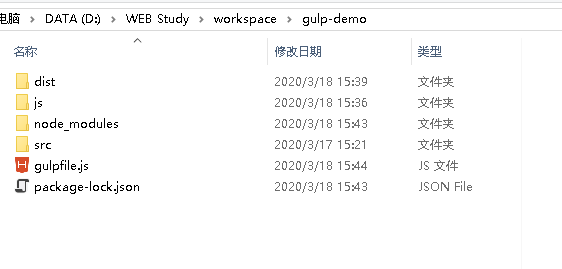 电脑 > DATA (D:) > WEB Study > workspace > gulp-demo
名称 修改日期 类型
dist 2020/3/18 15:39 文件夹
js 2020/3/18 15:36 文件夹
node_modules 2020/3/18 15:43 文件夹
src 2020/3/17 15:21 文件夹
gulpfile.js 2020/3/18 15:44 JS 文件
package-lock.json 2020/3/18 15:43 JSON File